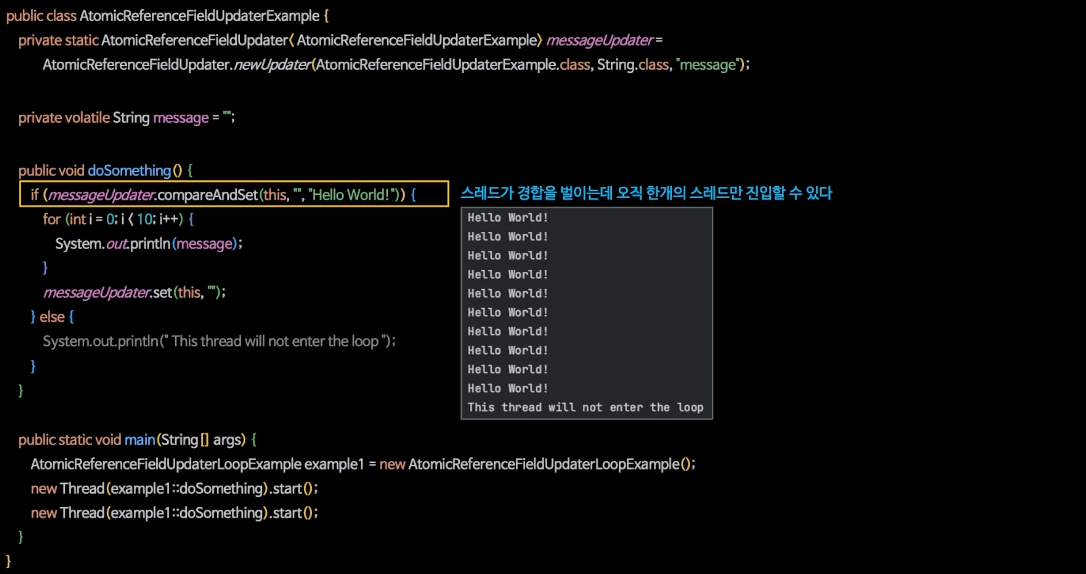 public class AtomicReferenceFieldUpdaterExample {
private static AtomicReferenceFieldUpdater< AtomicReferenceFieldUpdaterExample> messageUpdater =
AtomicReferenceFieldUpdater.newUpdater(AtomicReferenceFieldUpdaterExample.class, String.class, "message");
private volatile String message = "";
public void doSomething() {
if (messageUpdater.compareAndSet(this, "", "Hello World!")) {
스레드가 경합을 벌이는데 오직 한개의 스레드만 진입할 수 있다
for (int i = 0; i < 10; i++) {
System.out.println(message);
}
messageUpdater.set(this, "");
} else {
System.out.println(" This thread will not enter the loop ");
}
}
Hello World!
Hello World!
Hello World!
Hello World!
Hello World!
Hello World!
Hello World!
Hello World!
Hello World!
Hello World!
This thread will not enter the loop
public static void main(String[] args) {
AtomicReferenceFieldUpdaterLoopExample example1 = new AtomicReferenceFieldUpdaterLoopExample();
new Thread(example1::doSomething).start();
new Thread(example1::doSomething).start();
}
}